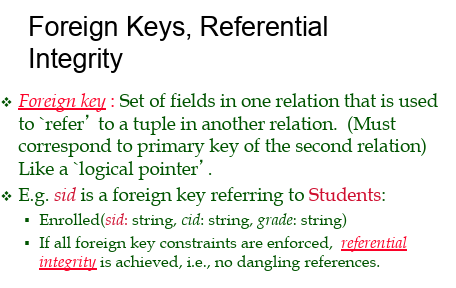 Foreign Keys, Referential
Integrity
❖ Foreign key : Set of fields in one relation that is used
to `refer’ to a tuple in another relation. (Must
correspond to primary key of the second relation)
Like a `logical pointer’.
❖ E.g. sid is a foreign key referring to Students:
▪ Enrolled(sid: string, cid: string, grade: string)
▪ If all foreign key constraints are enforced, referential
integrity is achieved, i.e., no dangling references.